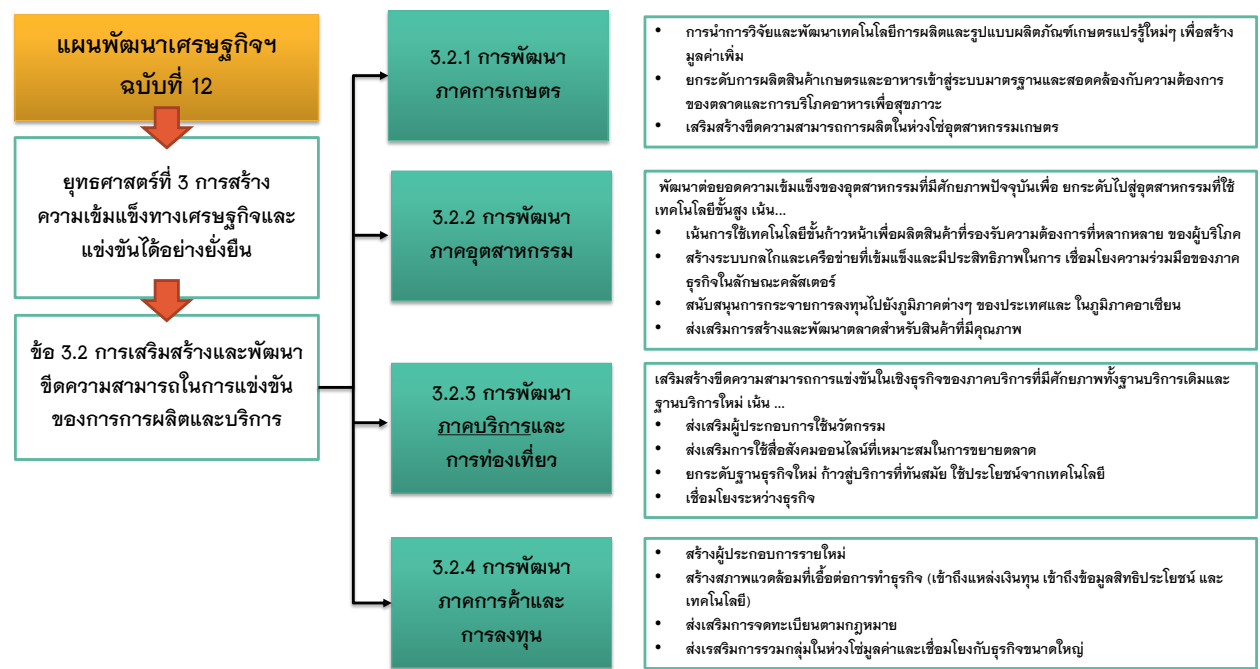 แผนพัฒนาเศรษฐกิจฯ
ฉบับที่ 12
ยุทธศาสตร์ที่ 3 การสร้าง
ความเข้มแข็งทางเศรษฐกิจและ
แข่งขันได้อย่างยั่งยืน
ข้อ 3.2 การเสริมสร้างและพัฒนา
ขีดความสามารถในการแข่งขัน
ของการการผลิตและบริการ
3.2.1 การพัฒนา
ภาคการเกษตร
• การนำการวิจัยและพัฒนาเทคโนโลยีการผลิตและรูปแบบผลิตภัณฑ์เกษตรแปรรู้ใหม่ๆ เพื่อสร้าง
มูลค่าเพิ่ม
• ยกระดับการผลิตสินค้าเกษตรและอาหารเข้าสู่ระบบมาตรฐานและสอดคล้องกับความต้องการ
ของตลาดและการบริโภคอาหารเพื่อสุขภาวะ
• เสริมสร้างขีดความสามารถการผลิตในห่วงโซ่อุตสาหกรรมเกษตร
3.2.2 การพัฒนา
ภาคอุตสาหกรรม
พัฒนาต่อยอดความเข้มแข็งของอุตสาหกรรมที่มีศักยภาพปัจจุบันเพื่อ ยกระดับไปสู่อุตสาหกรรมที่ใช้
เทคโนโลยีขั้นสูง เน้น...
• เน้นการใช้เทคโนโลยีขั้นก้าวหน้าเพื่อผลิตสินค้าที่รองรับความต้องการที่หลากหลาย ของผู้บริโภค
• สร้างระบบกลไกและเครือข่ายที่เข้มแข็งและมีประสิทธิภาพในการ เชื่อมโยงความร่วมมือของภาค
ธุรกิจในลักษณะคลัสเตอร์
• สนับสนุนการกระจายการลงทุนไปยังภูมิภาคต่างๆ ของประเทศและ ในภูมิภาคอาเซียน
• ส่งเสริมการสร้างและพัฒนาตลาดสำหรับสินค้าที่มีคุณภาพ
3.2.3 การพัฒนา
ภาคบริการและ
การท่องเที่ยว
เสริมสร้างขีดความสามารถการแข่งขันในเชิงธุรกิจของภาคบริการที่มีศักยภาพทั้งฐานบริการเดิมและ
ฐานบริการใหม่ เน้น ...
• ส่งเสริมผู้ประกอบการใช้นวัตกรรม
• ส่งเสริมการใช้สื่อสังคมออนไลน์ที่เหมาะสมในการขยายตลาด
• ยกระดับฐานธุรกิจใหม่ ก้าวสู่บริการที่ทันสมัย ใช้ประโยชน์จากเทคโนโลยี
• เชื่อมโยงระหว่างธุรกิจ
3.2.4 การพัฒนา
ภาคการค้าและ
การลงทุน
• สร้างผู้ประกอบการรายใหม่
• สร้างสภาพแวดล้อมที่เอื้อต่อการทำธุรกิจ (เข้าถึงแหล่งเงินทุน เข้าถึงข้อมูลสิทธิประโยชน์ และ
เทคโนโลยี)
• ส่งเสริมการจดทะเบียนตามกฎหมาย
• ส่งเรสริมการรวมกลุ่มในห่วงโซ่มูลค่าและเชื่อมโยงกับธุรกิจขนาดใหญ่